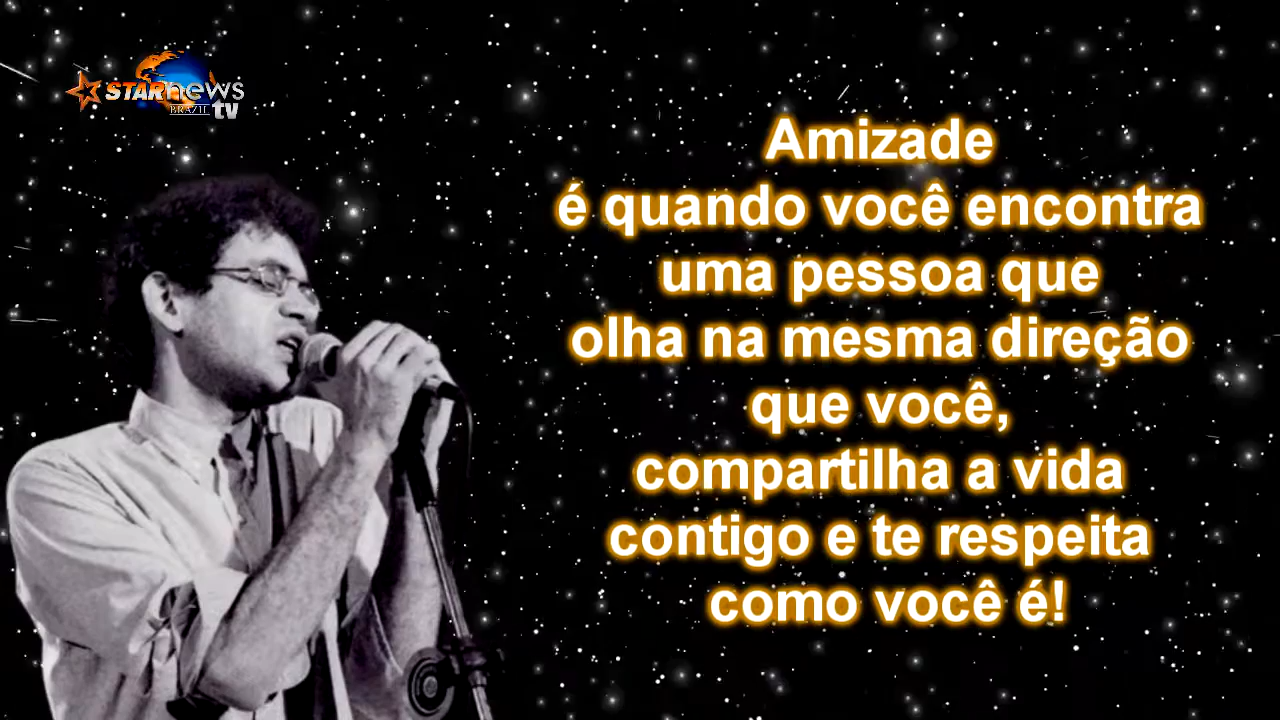 STARnews
BRAZIL TV
Amizade
é quando você encontra
uma pessoa que
olha na mesma direção
que você,
compartilha a vida
contigo e te respeita
como você é!